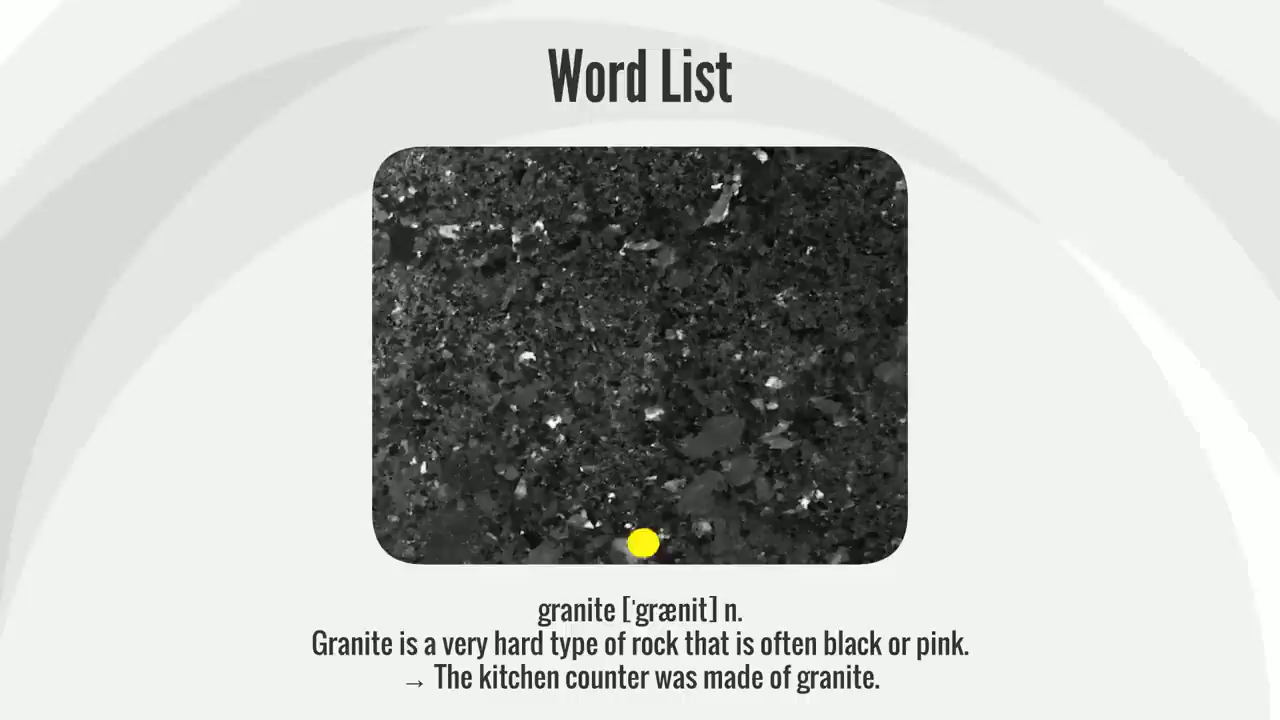 Word List
granite [ˈgrænit] n.
Granite is a very hard type of rock that is often black or pink.
→ The kitchen counter was made of granite.